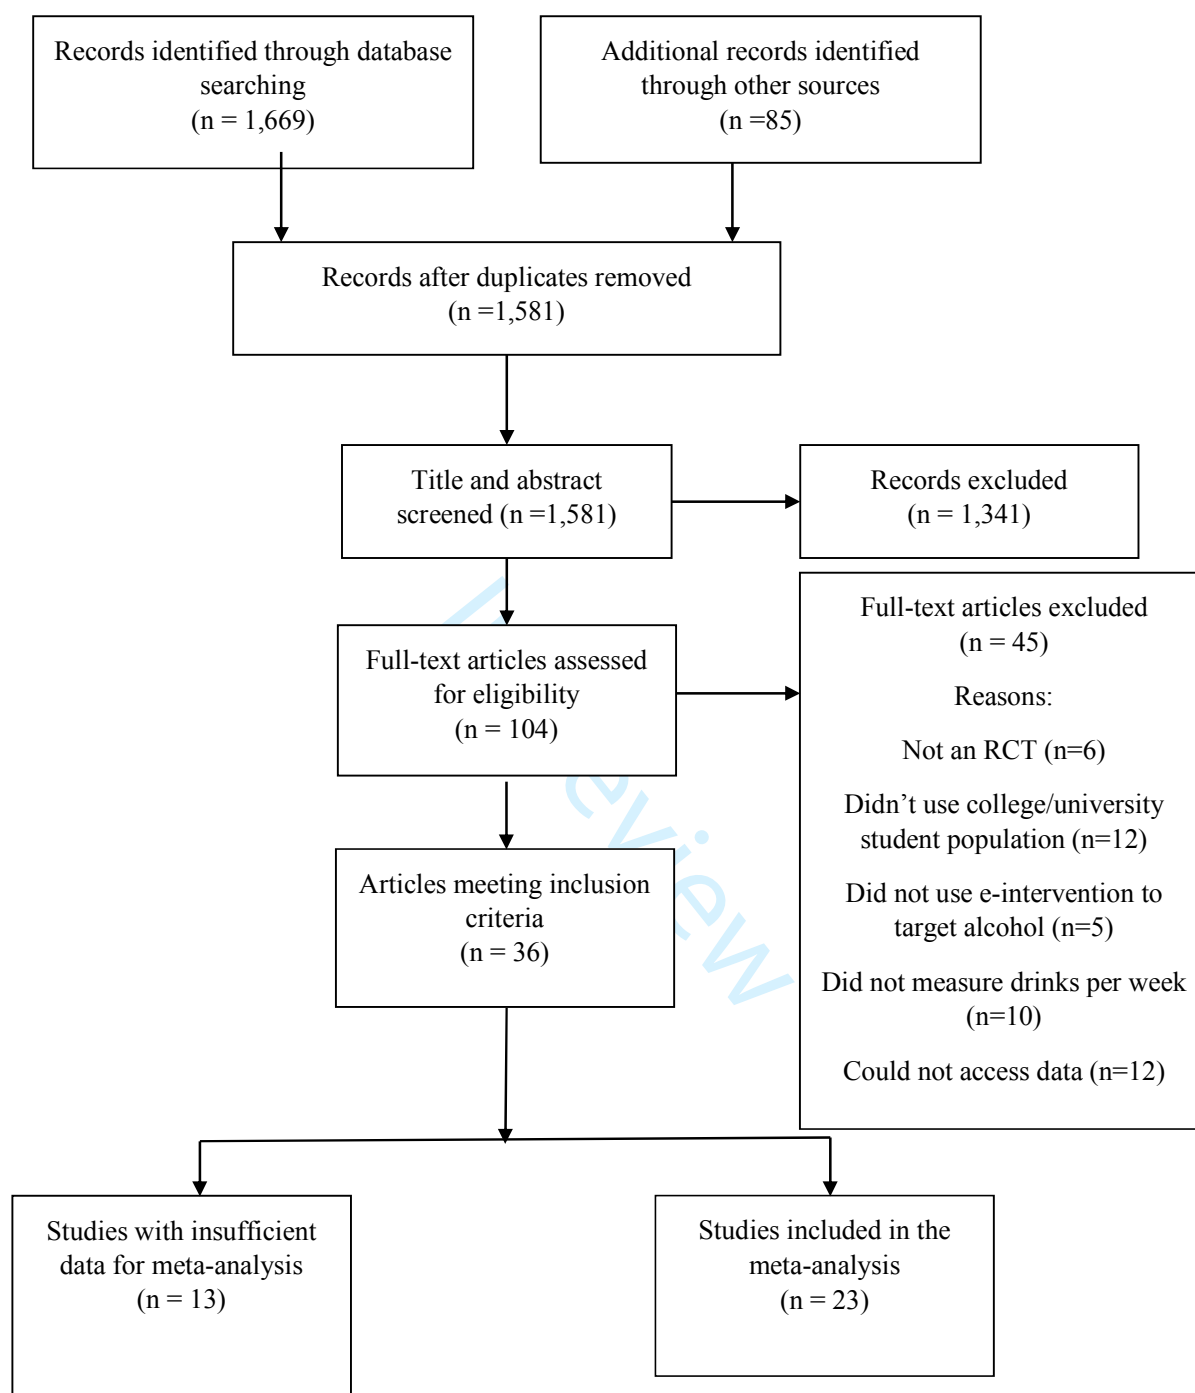 Records identified through database
searching
(n = 1,669)
Additional records identified
through other sources
(n =85)
Records after duplicates removed
(n =1,581)
Title and abstract
screened (n =1,581)
Records excluded
(n = 1,341)
Full-text articles assessed
for eligibility
(n = 104)
Full-text articles excluded
(n = 45)
Reasons:
Not an RCT (n=6)
Didn’t use college/university
student population (n=12)
Did not use e-intervention to
target alcohol (n=5)
Did not measure drinks per week
(n=10)
Could not access data (n=12)
Articles meeting inclusion
criteria
(n = 36)
Studies with insufficient
data for meta-analysis
(n = 13)
Studies included in the
meta-analysis
(n = 23)